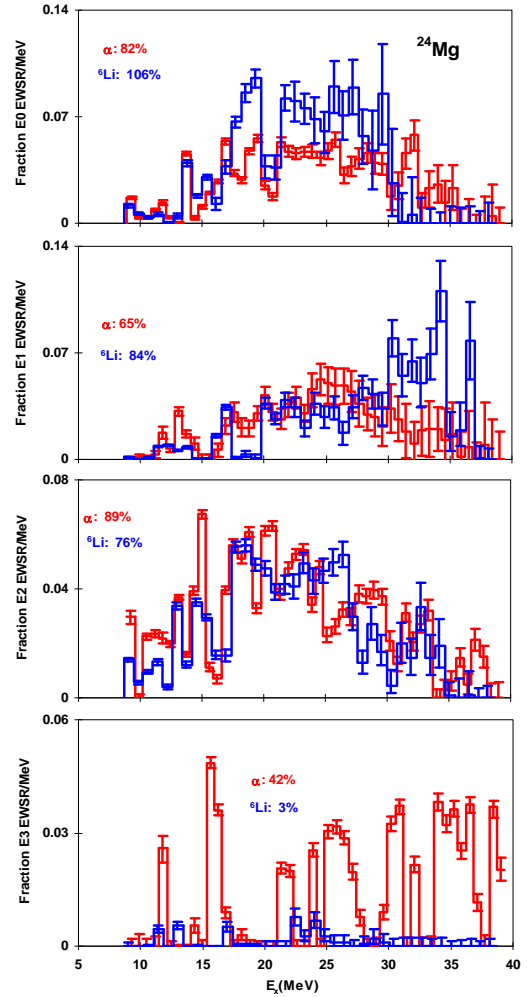 0.14
²⁴Mg
α: 82%
⁶Li: 106%
Fraction E0 EWSR/MeV
0.07
0
0.14
α: 65%
⁶Li: 84%
Fraction E1 EWSR/MeV
0.07
0
0.08
α: 89%
⁶Li: 76%
Fraction E2 EWSR/MeV
0.04
0
0.06
α: 42%
⁶Li: 3%
Fraction E3 EWSR/MeV
0.03
0
5 10 15 20 25 30 35 40
Eₓ(MeV)